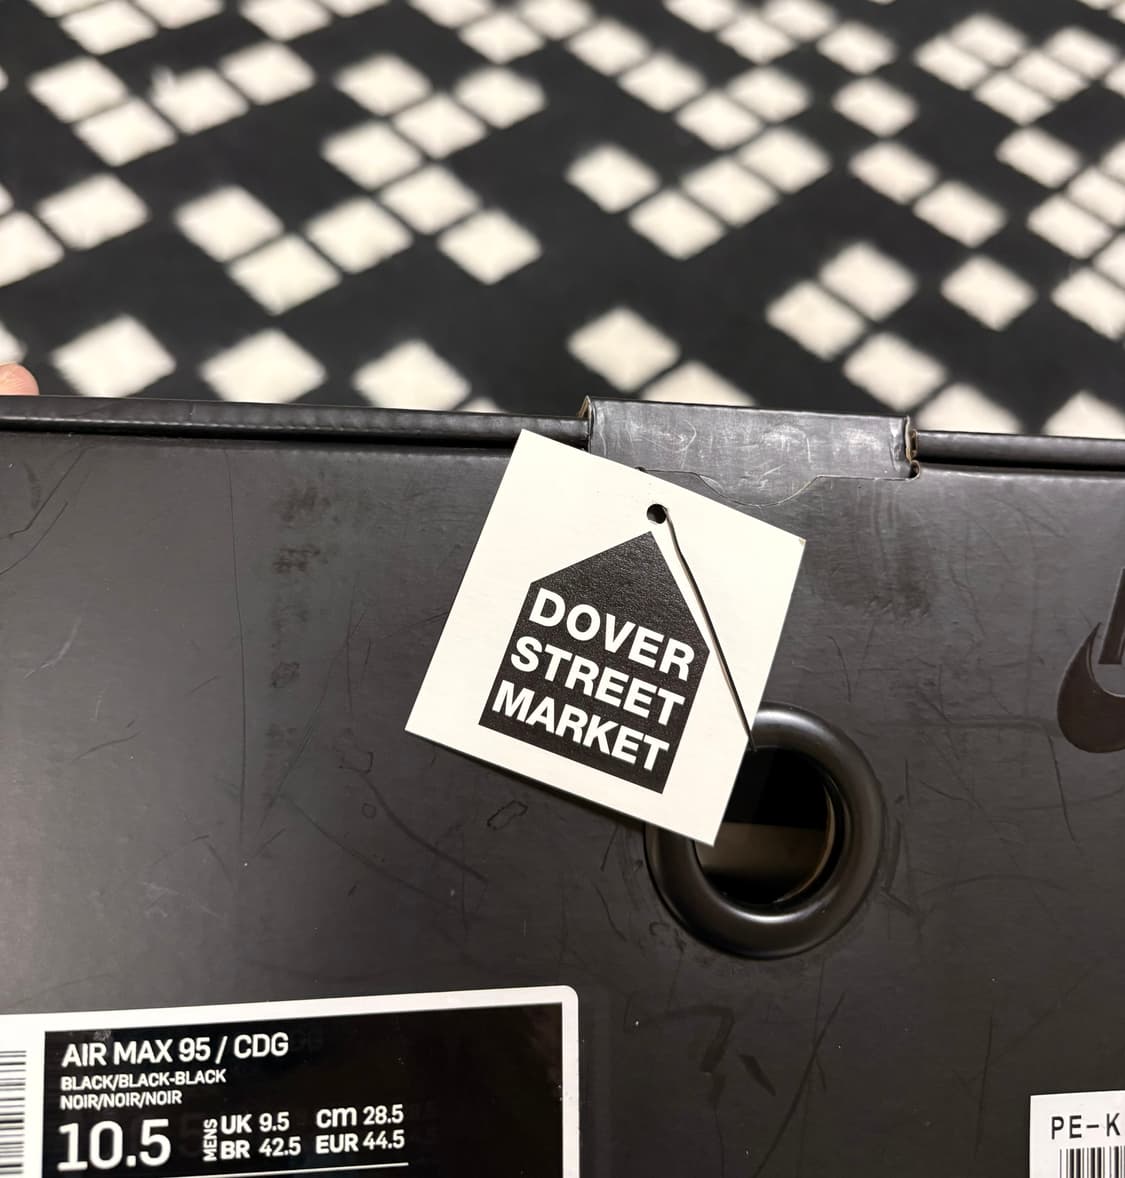 DOVER
STREET
MARKET
AIR MAX 95 / CDG
BLACK/BLACK-BLACK
NOIR/NOIR/NOIR
10.5 MENS UK 9.5 cm 28.5
BR 42.5 EUR 44.5
PE-K